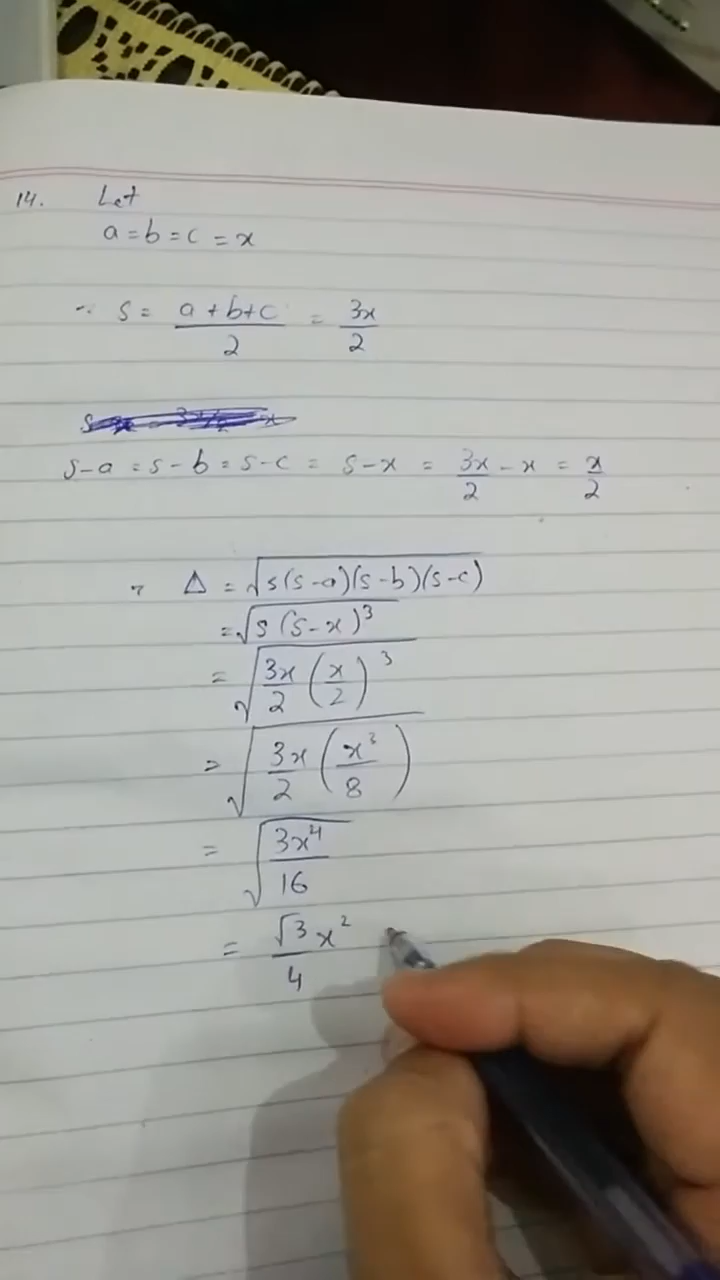 14. Let
a = b = c = x
∵ s = a + b + c / 2 = 3x / 2
s - a = s - b = s - c = s - x = 3x / 2 - x = x / 2
∵ Δ = √s(s-a)(s-b)(s-c)
= √s(s-x)³
= √3x / 2 (x / 2)³
= √3x / 2 (x³ / 8)
= √3x⁴ / 16
= √3 / 4 x²